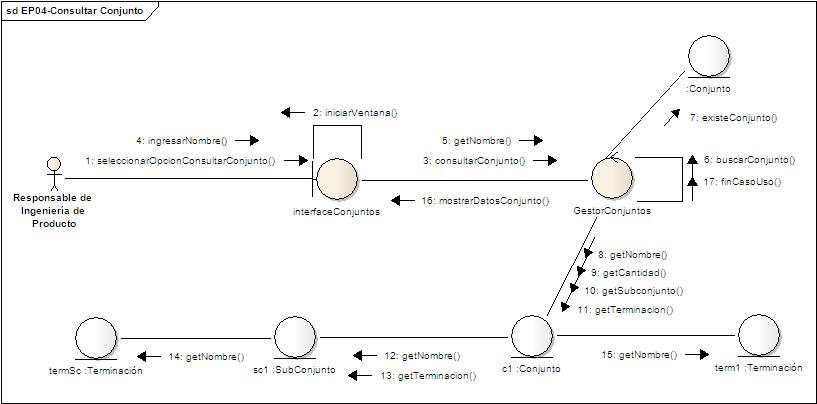 sd EP04-Consultar Conjunto
:Conjunto
2: iniciarVentana()
7: existeConjunto()
4: ingresarNombre()
5: getNombre()
1: seleccionarOpcionConsultarConjunto()
3: consultarConjunto()
6: buscarConjunto()
17: finCasoUso()
Responsable de
Ingeniería de
Producto
interfaceConjuntos
16: mostrarDatosConjunto()
GestorConjuntos
8: getNombre()
9: getCantidad()
10: getSubconjunto()
11: getTerminacion()
14: getNombre()
12: getNombre()
15: getNombre()
termSc :Terminación
sc1 :SubConjunto
13: getTerminacion()
c1 :Conjunto
term1 :Terminación